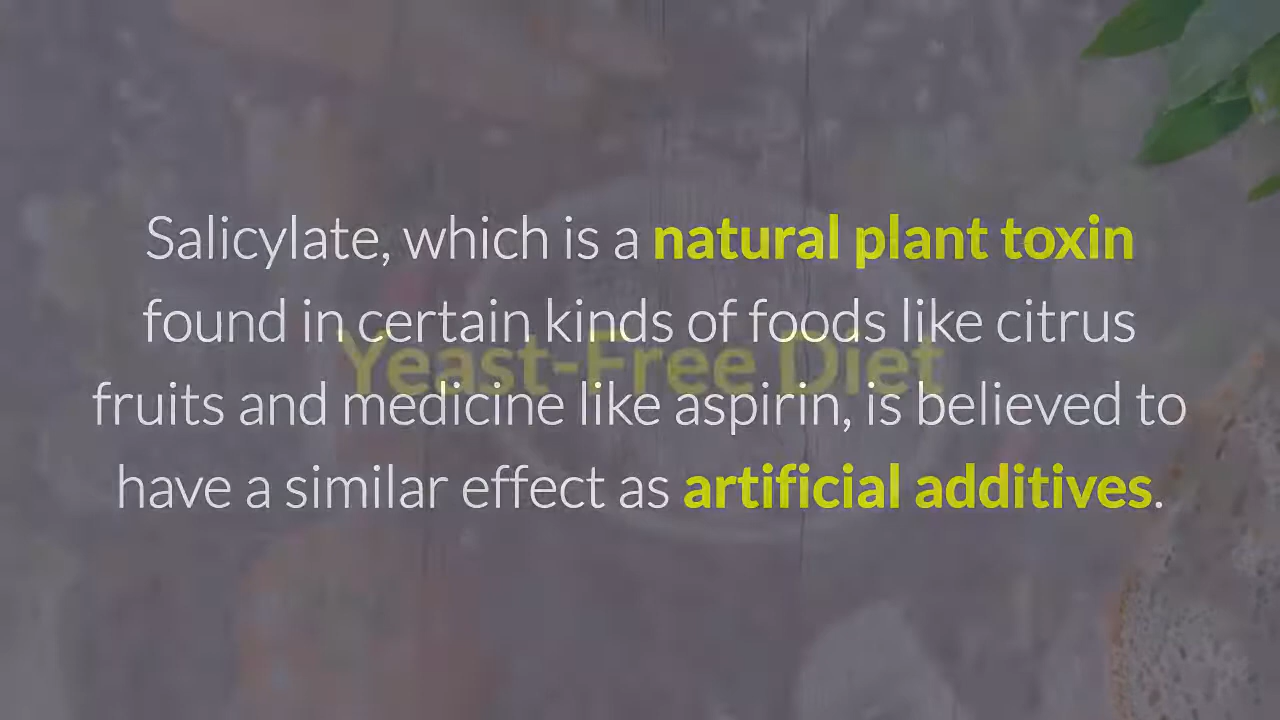 Salicylate, which is a natural plant toxin
found in certain kinds of foods like citrus
Yeast-Free Diet
fruits and medicine like aspirin, is believed to
have a similar effect as artificial additives.